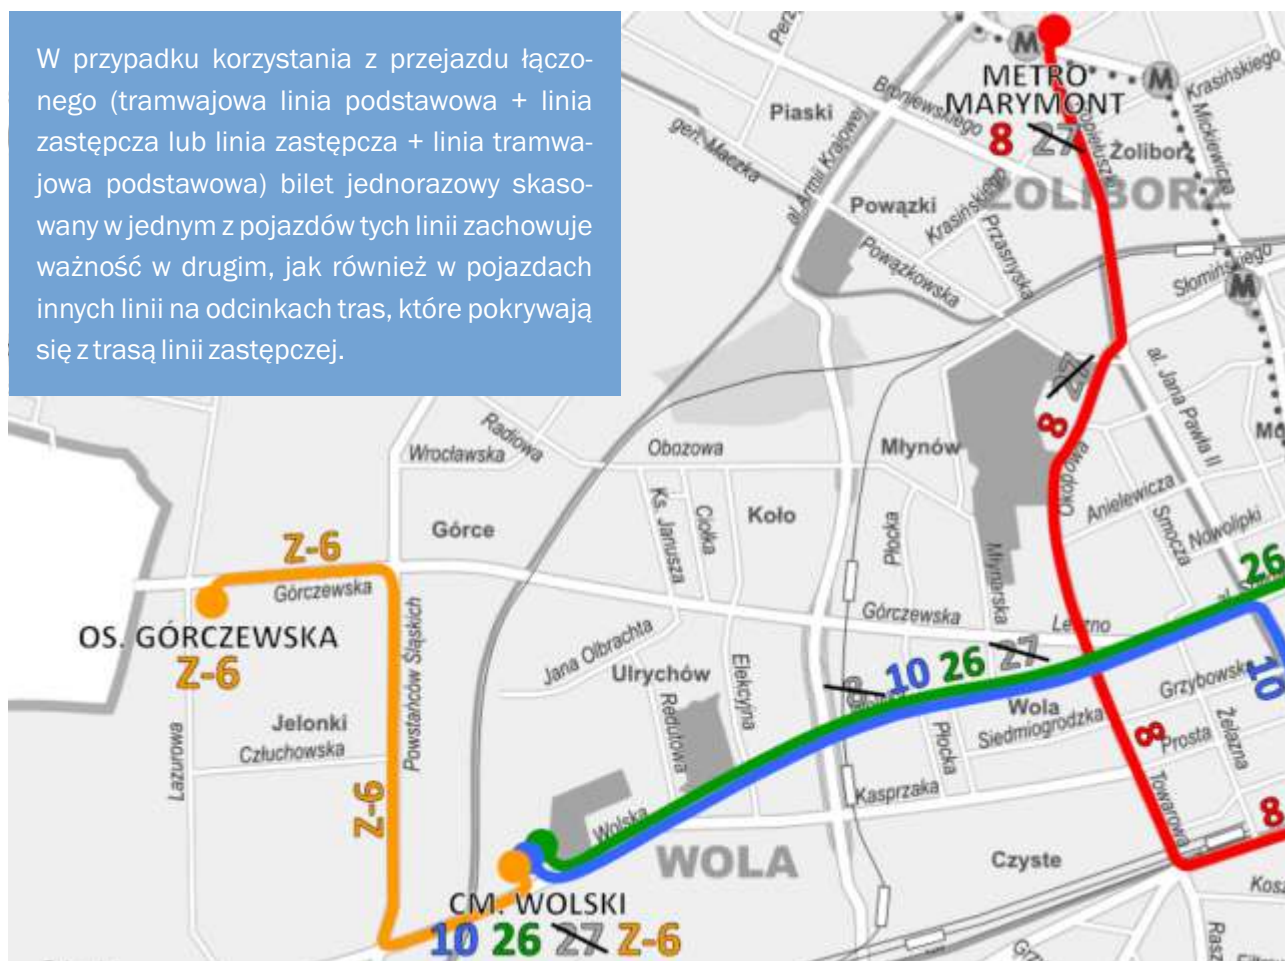 W przypadku korzystania z przejazdu łączo-
nego (tramwajowa linia podstawowa + linia
zastępcza lub linia zastępcza + linia tramwa-
jowa podstawowa) bilet jednorazowy skaso-
wany w jednym z pojazdów tych linii zachowuje
ważność w drugim, jak również w pojazdach
innych linii na odcinkach tras, które pokrywają
się z trasą linii zastępczej.
M
METRO
MARYMONT
8 27
M
Krasińskiego
Mickiewicza
Broniewskiego
Piaski
gen. Maczka
al. Armii Krajowej
Żoliborz
ŻOLIBORZ
Powązki
Krasińskiego
Przasnyska
Powązkowska
Słomińskiego
M
27
8
al. Jana Pawła II
Radiowa
Wrocławska
Obozowa
Młynów
Okopowa
Anielewicza
Smocza
Nowolipki
Górce
Ks. Janusza
Ciołka
Koło
Płocka
Młynarska
Z-6
Górczewska
OS. GÓRCZEWSKA
Z-6
Powstańców Śląskich
Jana Olbrachta
Ulrychów
Redutowa
Elekcyjna
Górczewska
Leszno
26
27
10 26
8
Wola
Grzybowska
10
Jelonki
Człuchowska
Lazurowa
Siedmiogrodzka
Płocka
8
Prosta
Żelazna
Kasprzaka
Towarowa
8
Z-6
Wolska
WOLA
Czyste
CM. WOLSKI
10 26 27 Z-6